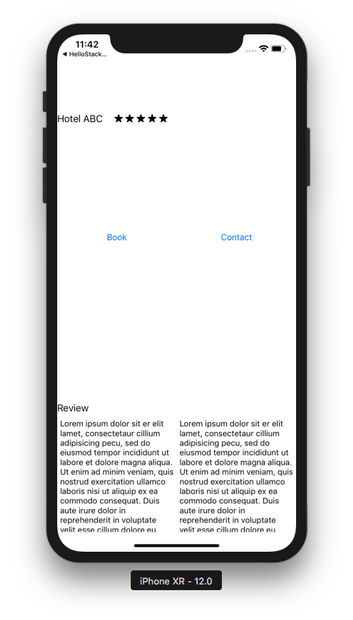 11:42
◀ HelloStack...
Hotel ABC ★★★★★
Book Contact
Review
Lorem ipsum dolor sit er elit
lamet, consectetaur cillium
adipisicing pecu, sed do
eiusmod tempor incididunt ut
labore et dolore magna aliqua.
Ut enim ad minim veniam, quis
nostrud exercitation ullamco
laboris nisi ut aliquip ex ea
commodo consequat. Duis
aute irure dolor in
reprehenderit in voluptate
velit esse cillum dolore eu
Lorem ipsum dolor sit er elit
lamet, consectetaur cillium
adipisicing pecu, sed do
eiusmod tempor incididunt ut
labore et dolore magna aliqua.
Ut enim ad minim veniam, quis
nostrud exercitation ullamco
laboris nisi ut aliquip ex ea
commodo consequat. Duis
aute irure dolor in
reprehenderit in voluptate
velit esse cillum dolore eu
iPhone XR - 12.0